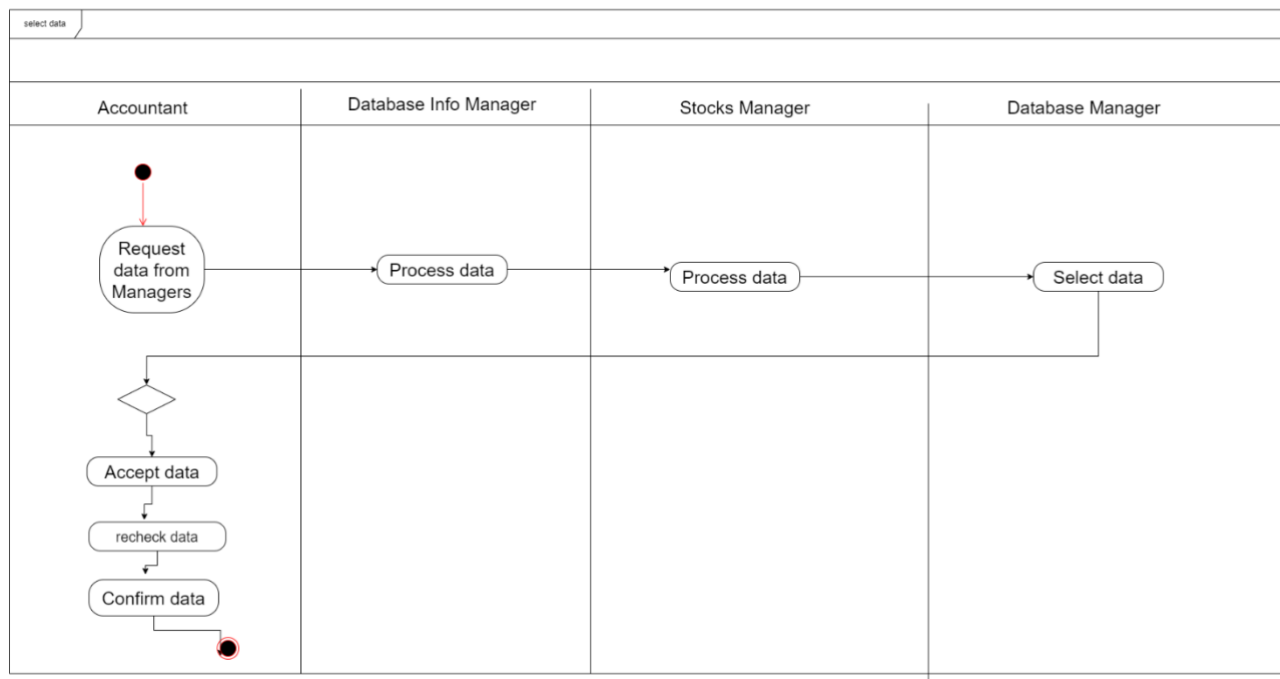 select data
Accountant
Database Info Manager
Stocks Manager
Database Manager
Request
data from
Managers
Process data
Process data
Select data
Accept data
recheck data
Confirm data